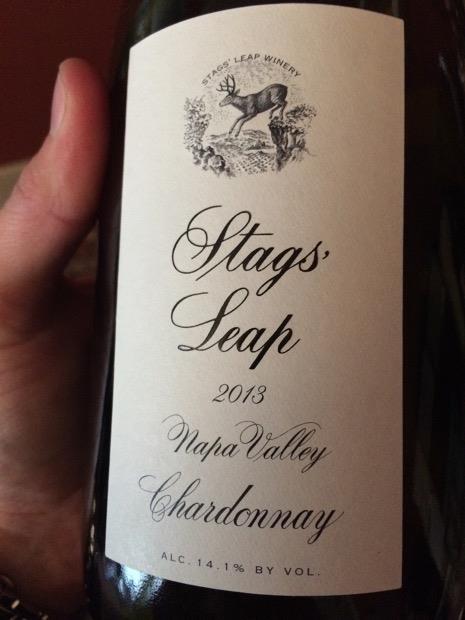 STAGS' LEAP WINERY
Stags'
Leap
2013
Napa Valley
Chardonnay
ALC. 14.1% BY VOL.